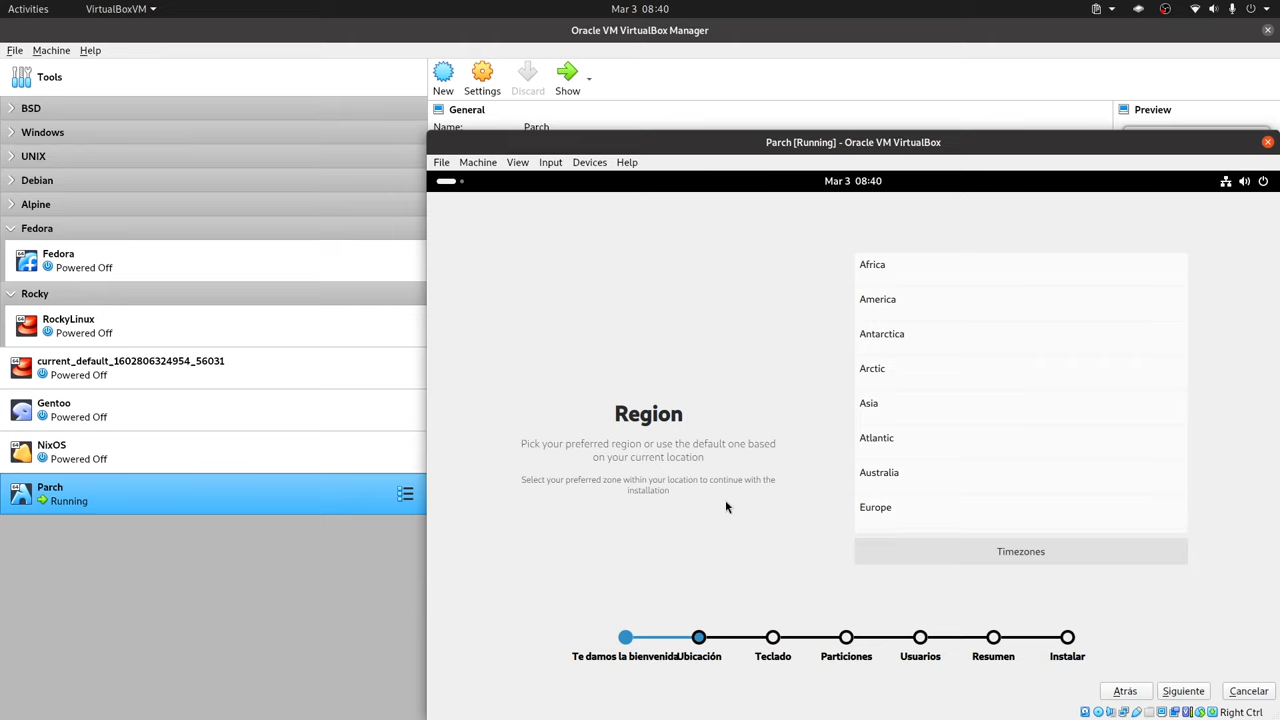 Activities VirtualBoxVM Mar 3 08:40
Oracle VM VirtualBox Manager
File Machine Help
Tools
New Settings Discard Show
BSD
Windows
UNIX
Debian
Alpine
Fedora
Fedora
Powered Off
Rocky
RockyLinux
Powered Off
current_default_1602806324954_56031
Powered Off
Gentoo
Powered Off
NixOS
Powered Off
Parch
Running
General
Preview
Name: Parch
Parch [Running] - Oracle VM VirtualBox
File Machine View Input Devices Help
Mar 3 08:40
Region
Pick your preferred region or use the default one based
on your current location
Select your preferred zone within your location to continue with the
installation
Africa
America
Antarctica
Arctic
Asia
Atlantic
Australia
Europe
Timezones
Te damos la bienvenida Ubicación Teclado Particiones Usuarios Resumen Instalar
Atrás Siguiente Cancelar
Right Ctrl